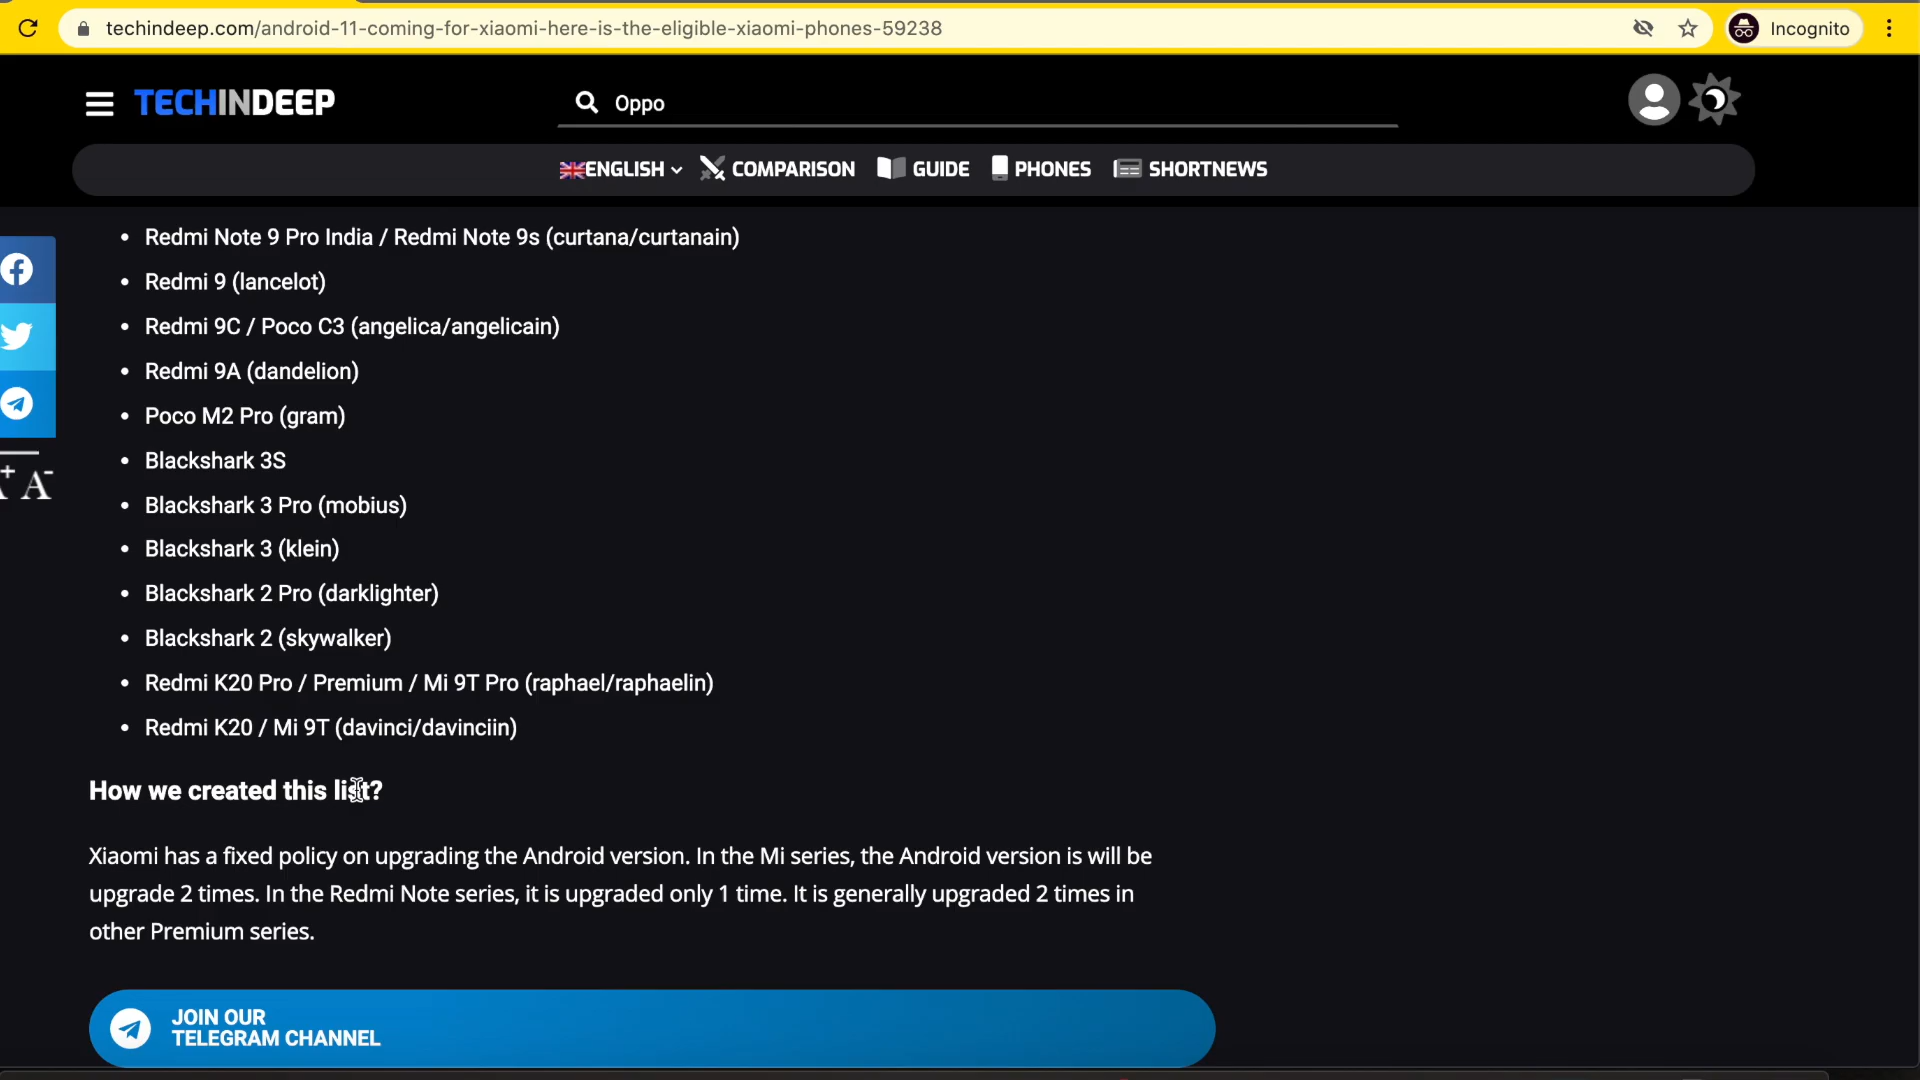 techindeep.com/android-11-coming-for-xiaomi-here-is-the-eligible-xiaomi-phones-59238
Incognito
TECHINDEEP
Oppo
ENGLISH
COMPARISON
GUIDE
PHONES
SHORTNEWS
Redmi Note 9 Pro India / Redmi Note 9s (curtana/curtanain)
Redmi 9 (lancelot)
Redmi 9C / Poco C3 (angelica/angelicain)
Redmi 9A (dandelion)
Poco M2 Pro (gram)
Blackshark 3S
Blackshark 3 Pro (mobius)
Blackshark 3 (klein)
Blackshark 2 Pro (darklighter)
Blackshark 2 (skywalker)
Redmi K20 Pro / Premium / Mi 9T Pro (raphael/raphaelin)
Redmi K20 / Mi 9T (davinci/davinciin)
A+ A-
How we created this list?
Xiaomi has a fixed policy on upgrading the Android version. In the Mi series, the Android version is will be
upgrade 2 times. In the Redmi Note series, it is upgraded only 1 time. It is generally upgraded 2 times in
other Premium series.
JOIN OUR
TELEGRAM CHANNEL